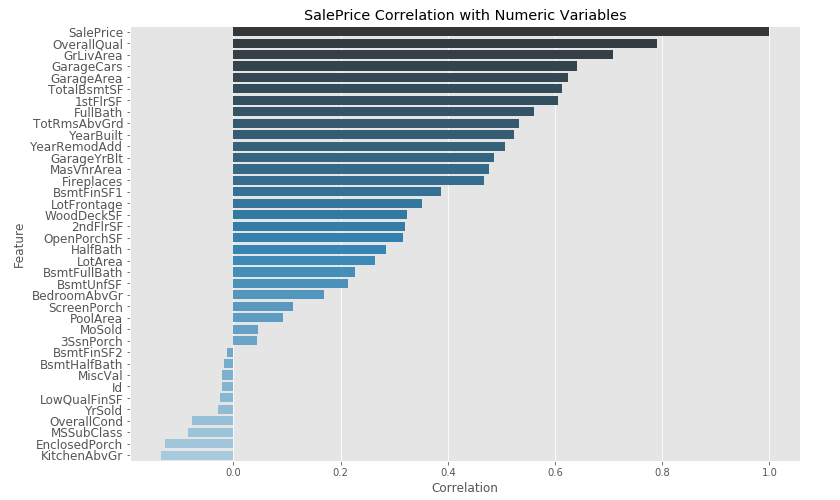 SalePrice Correlation with Numeric Variables
SalePrice
OverallQual
GrLivArea
GarageCars
GarageArea
TotalBsmtSF
1stFlrSF
FullBath
TotRmsAbvGrd
YearBuilt
YearRemodAdd
GarageYrBlt
MasVnrArea
Fireplaces
BsmtFinSF1
LotFrontage
WoodDeckSF
2ndFlrSF
OpenPorchSF
HalfBath
LotArea
BsmtFullBath
BsmtUnfSF
BedroomAbvGr
ScreenPorch
PoolArea
MoSold
3SsnPorch
BsmtFinSF2
BsmtHalfBath
MiscVal
Id
LowQualFinSF
YrSold
OverallCond
MSSubClass
EnclosedPorch
KitchenAbvGr
Feature
0.0 0.2 0.4 0.6 0.8 1.0
Correlation